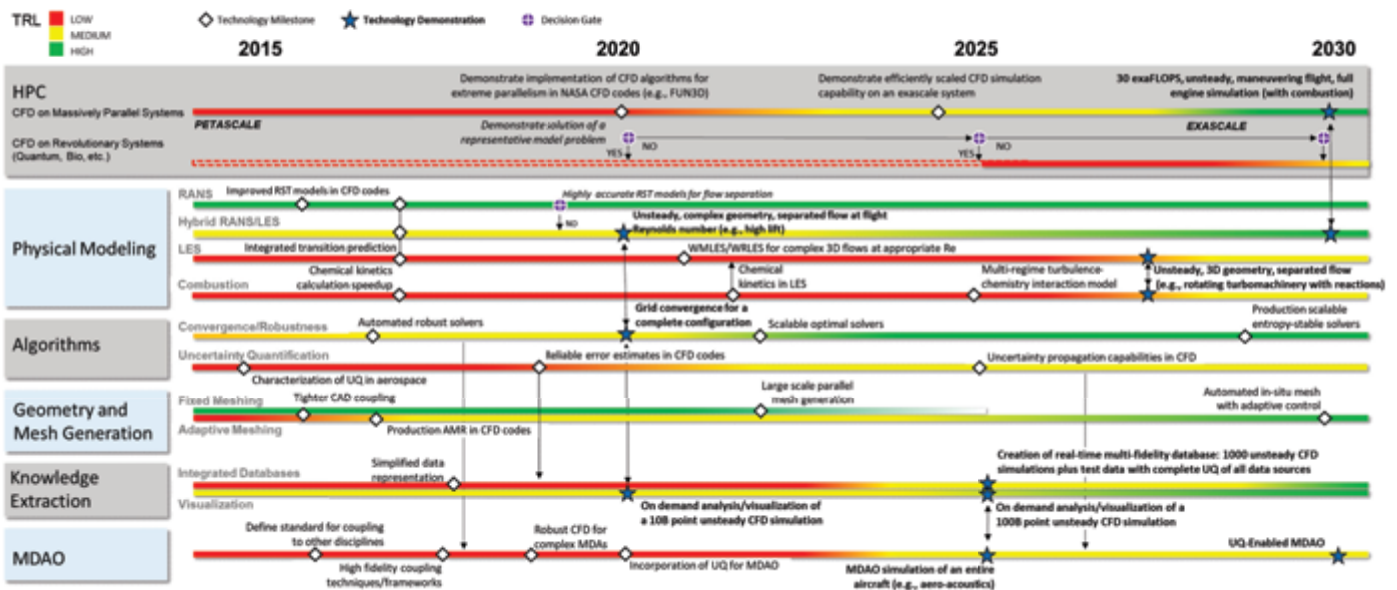 TRL
LOW
MEDIUM
HIGH
Technology Milestone
Technology Demonstration
Decision Gate
2015
2020
2025
2030
HPC
CFD on Massively Parallel Systems
Demonstrate implementation of CFD algorithms for
extreme parallelism in NASA CFD codes (e.g., FUN3D)
Demonstrate efficiently scaled CFD simulation
capability on an exascale system
30 exaFLOPS, unsteady, maneuvering flight, full
engine simulation (with combustion)
PETASCALE
CFD on Revolutionary Systems
(Quantum, Bio, etc.)
Demonstrate solution of a
representative model problem
YES
NO
YES
NO
EXASCALE
Physical Modeling
RANS
Improved RST models in CFD codes
Highly accurate RST models for flow separation
NO
Hybrid RANS/LES
Unsteady, complex geometry, separated flow at flight
Reynolds number (e.g., high lift)
LES
Integrated transition prediction
WMLES/WRLES for complex 3D flows at appropriate Re
Unsteady, 3D geometry, separated flow
(e.g., rotating turbomachinery with reactions)
Combustion
Chemical kinetics
calculation speedup
Chemical
kinetics in LES
Multi-regime turbulence-
chemistry interaction model
Algorithms
Convergence/Robustness
Automated robust solvers
Grid convergence for a
complete configuration
Scalable optimal solvers
Production scalable
entropy-stable solvers
Uncertainty Quantification
Characterization of UQ in aerospace
Reliable error estimates in CFD codes
Uncertainty propagation capabilities in CFD
Geometry and
Mesh Generation
Fixed Meshing
Tighter CAD coupling
Large scale parallel
mesh generation
Automated in-situ mesh
with adaptive control
Adaptive Meshing
Production AMR in CFD codes
Knowledge
Extraction
Integrated Databases
Simplified data
representation
Creation of real-time multi-fidelity database: 1000 unsteady CFD
simulations plus test data with complete UQ of all data sources
Visualization
On demand analysis/visualization of
a 10B point unsteady CFD simulation
On demand analysis/visualization of a
100B point unsteady CFD simulation
MDAO
Define standard for coupling
to other disciplines
High fidelity coupling
techniques/frameworks
Robust CFD for
complex MDAs
Incorporation of UQ for MDAO
MDAO simulation of an entire
aircraft (e.g., aero-acoustics)
UQ-Enabled MDAO